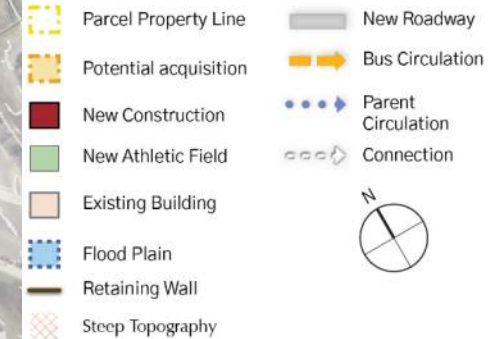 Parcel Property Line
Potential acquisition
New Construction
New Athletic Field
Existing Building
Flood Plain
Retaining Wall
Steep Topography
New Roadway
Bus Circulation
Parent
Circulation
Connection
N